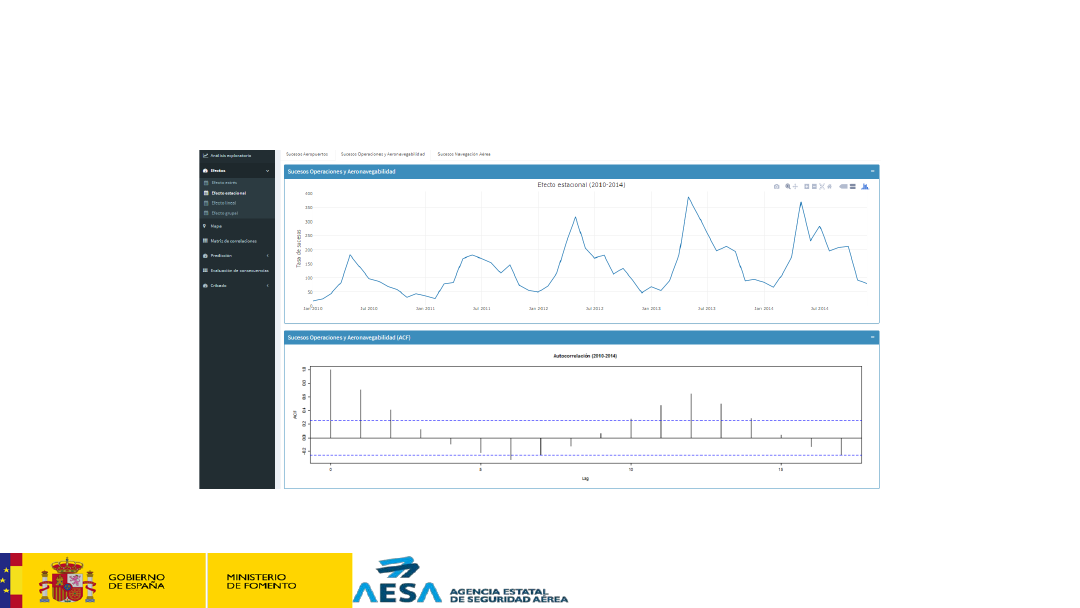 Análisis exploratorio
Efectos
Efecto acorex
Efecto estacional
Efecto lineal
Efecto grupal
Mapa
Matriz de correlaciones
Predicción
Evaluación de consecuencias
Cribado
Sucesos Aeropuertos
Sucesos Operaciones y Aeronavegabilidad
Sucesos Navegación Aérea
Sucesos Operaciones y Aeronavegabilidad
Efecto estacional (2010-2014)
Tasa de sucesos
400
350
300
250
200
150
100
50
0
Jan 2010
Jul 2010
Jan 2011
Jul 2011
Jan 2012
Jul 2012
Jan 2013
Jul 2013
Jan 2014
Jul 2014
Sucesos Operaciones y Aeronavegabilidad (ACF)
Autocorrelación (2010-2014)
ACF
1.0
0.8
0.6
0.4
0.2
0.0
-0.2
0
5
10
15
Lag
GOBIERNO
DE ESPAÑA
MINISTERIO
DE FOMENTO
AESA
AGENCIA ESTATAL
DE SEGURIDAD AÉREA